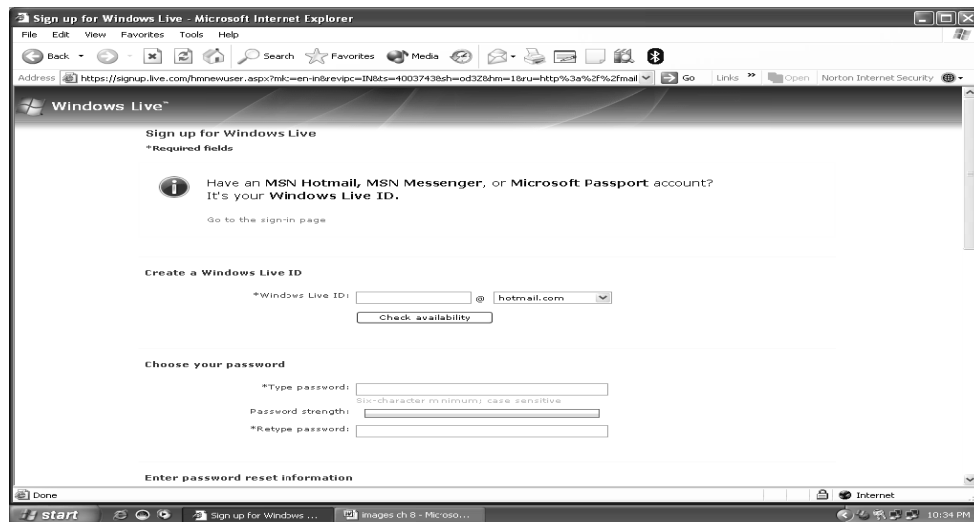 Sign up for Windows Live - Microsoft Internet Explorer
File Edit View Favorites Tools Help
Back Search Favorites Media
Address https://signup.live.com/hmnewuser.aspx?mkt=en-in&revipc=IN&ts=4003743&sh=od3Z&hm=1&ru=http%3a%2f%2fmail Go Links » Open Norton Internet Security
Windows Live™
Sign up for Windows Live
*Required fields
Have an MSN Hotmail, MSN Messenger, or Microsoft Passport account?
It's your Windows Live ID.
Go to the sign-in page
Create a Windows Live ID
*Windows Live ID: @ hotmail.com
Check availability
Choose your password
*Type password:
Six-character minimum; case sensitive
Password strength:
*Retype password:
Enter password reset information
Done Internet
start Sign up for Windows ... images ch 8 - Microso... 10:34 PM